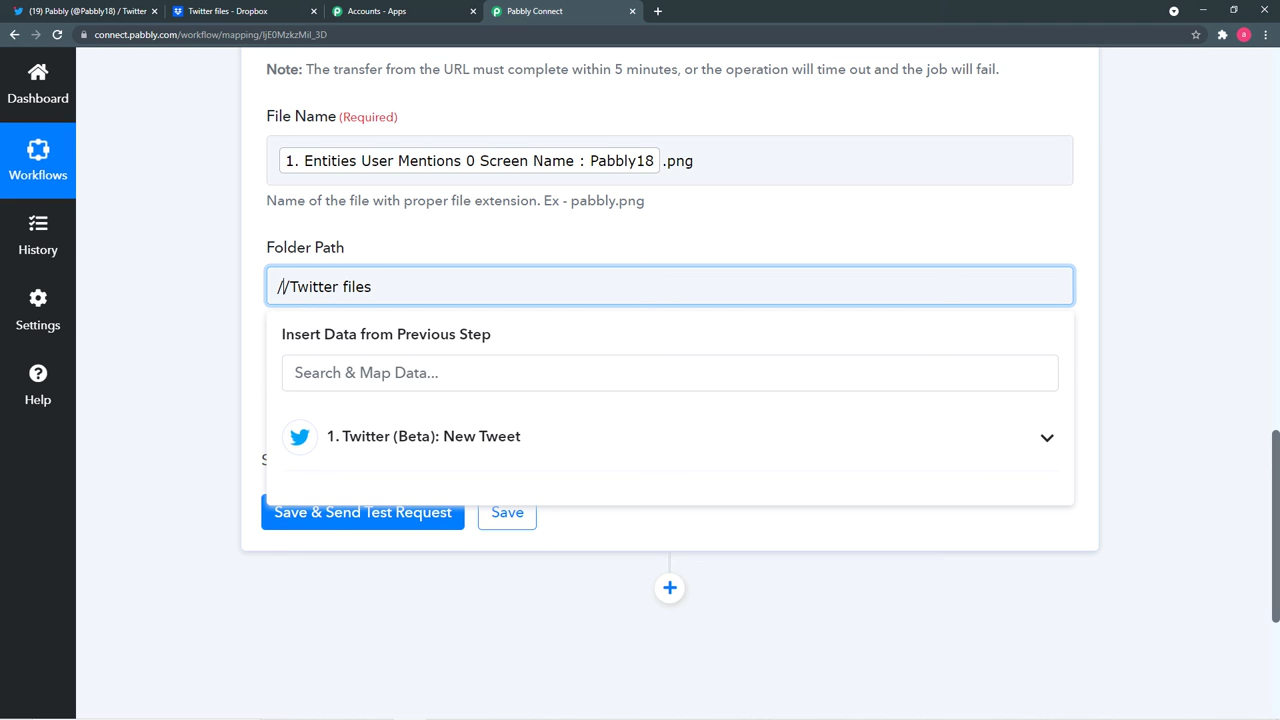 (19) Pabbly (@Pabbly18) / Twitter
Twitter files - Dropbox
Accounts - Apps
Pabbly Connect
connect.pabbly.com/workflow/mapping/IjE0MzkzMiI_3D
a
Dashboard
Workflows
History
Settings
Help
Note: The transfer from the URL must complete within 5 minutes, or the operation will time out and the job will fail.
File Name (Required)
1. Entities User Mentions 0 Screen Name : Pabbly18 .png
Name of the file with proper file extension. Ex - pabbly.png
Folder Path
//Twitter files
Insert Data from Previous Step
Search & Map Data...
1. Twitter (Beta): New Tweet
S
Save & Send Test Request
Save